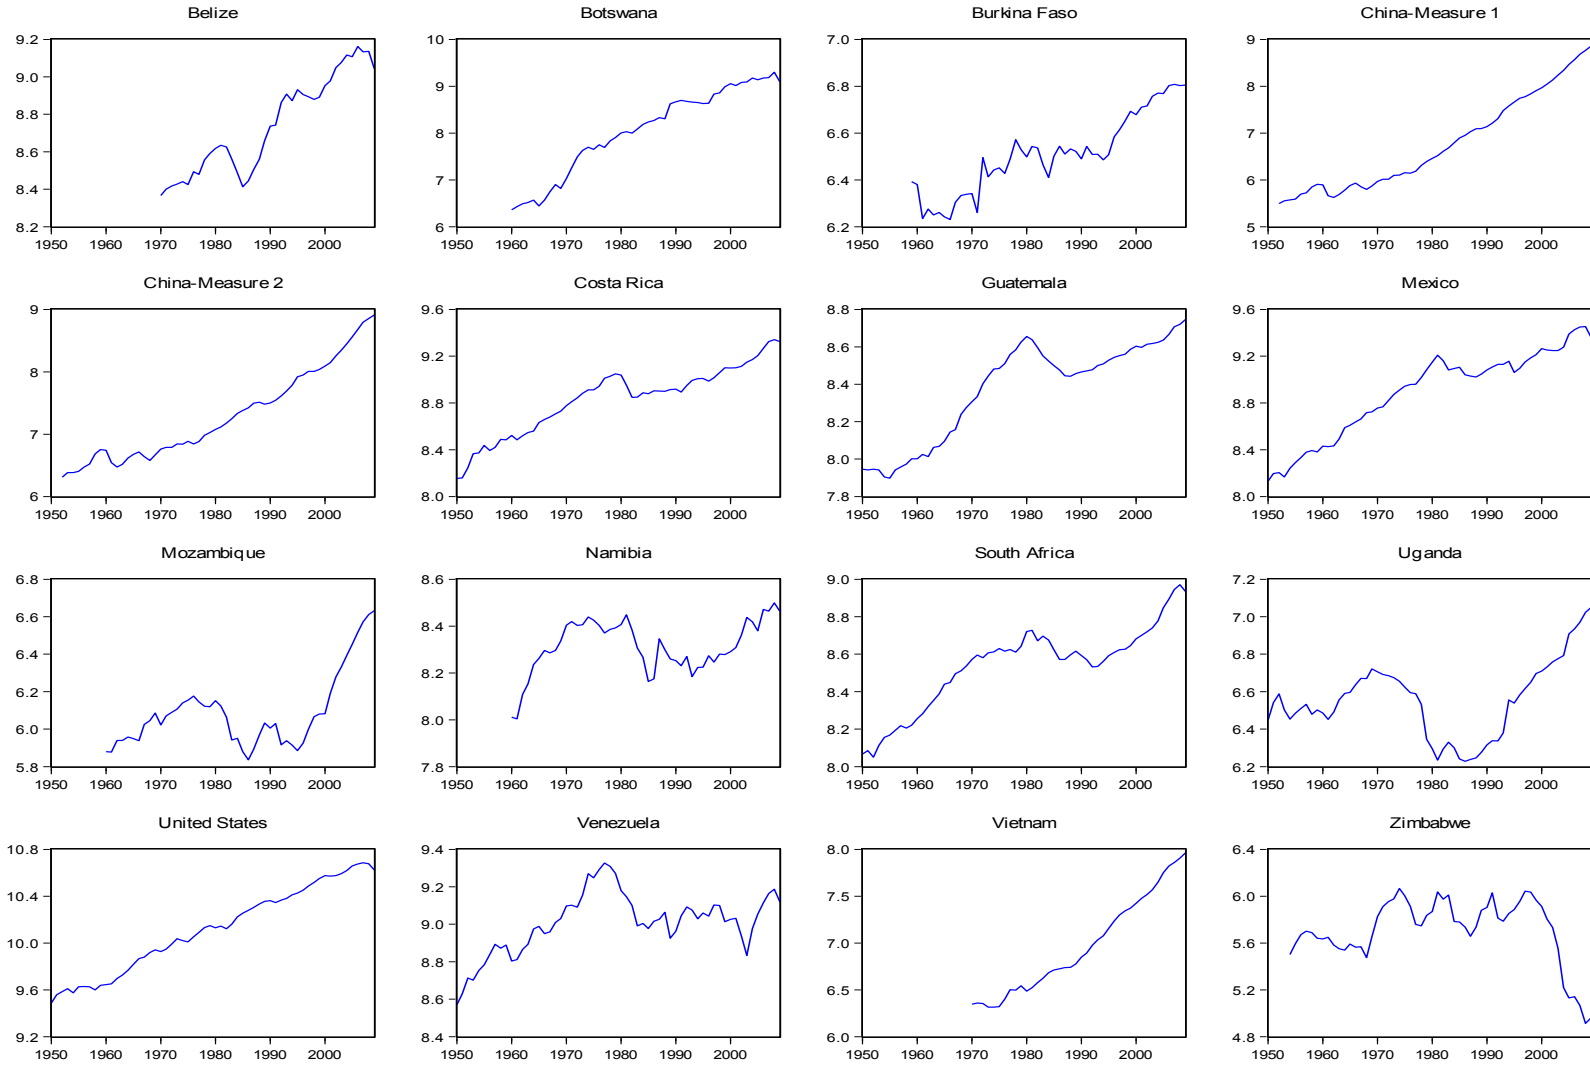 Belize Botswana Burkina Faso China-Measure 1
9.2 9.0 8.8 8.6 8.4 8.2
10 9 8 7 6
7.0 6.8 6.6 6.4 6.2
9 8 7 6 5
1950 1960 1970 1980 1990 2000 1950 1960 1970 1980 1990 2000 1950 1960 1970 1980 1990 2000 1950 1960 1970 1980 1990 2000
China-Measure 2 Costa Rica Guatemala Mexico
9 8 7 6
9.6 9.2 8.8 8.4 8.0
8.8 8.6 8.4 8.2 8.0 7.8
9.6 9.2 8.8 8.4 8.0
1950 1960 1970 1980 1990 2000 1950 1960 1970 1980 1990 2000 1950 1960 1970 1980 1990 2000 1950 1960 1970 1980 1990 2000
Mozambique Namibia South Africa Uganda
6.8 6.6 6.4 6.2 6.0 5.8
8.6 8.4 8.2 8.0 7.8
9.0 8.8 8.6 8.4 8.2 8.0
7.2 7.0 6.8 6.6 6.4 6.2
1950 1960 1970 1980 1990 2000 1950 1960 1970 1980 1990 2000 1950 1960 1970 1980 1990 2000 1950 1960 1970 1980 1990 2000
United States Venezuela Vietnam Zimbabwe
10.8 10.4 10.0 9.6 9.2
9.4 9.2 9.0 8.8 8.6 8.4
8.0 7.5 7.0 6.5 6.0
6.4 6.0 5.6 5.2 4.8
1950 1960 1970 1980 1990 2000 1950 1960 1970 1980 1990 2000 1950 1960 1970 1980 1990 2000 1950 1960 1970 1980 1990 2000